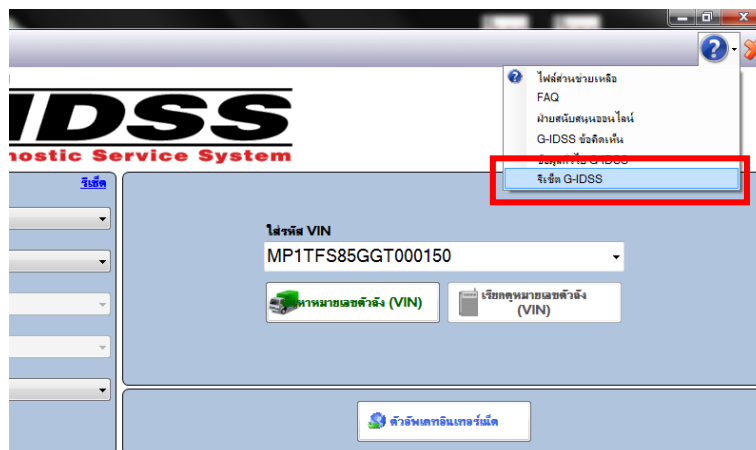 ไฟล์ส่วนช่วยเหลือ
FAQ
ฝ่ายสนับสนุนออนไลน์
G-IDSS ข้อคิดเห็น
G-IDSS
รีเซ็ต G-IDSS
IDSS
nostic Service System
รีเซ็ต
ใส่รหัส VIN
MP1TFS85GGT000150
หาหมายเลขตัวถัง (VIN)
เรียกดูหมายเลขตัวถัง
(VIN)
ตัวอัพเดทอินเทอร์เน็ต